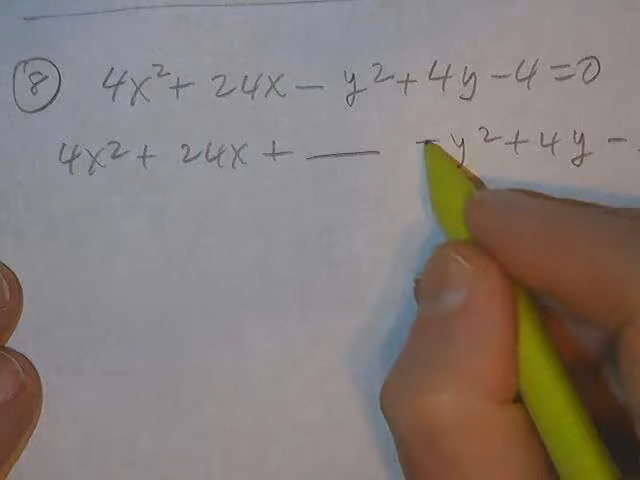 8 4x² + 24x - y² + 4y - 4 = 0
4x² + 24x + ___ - y² + 4y -